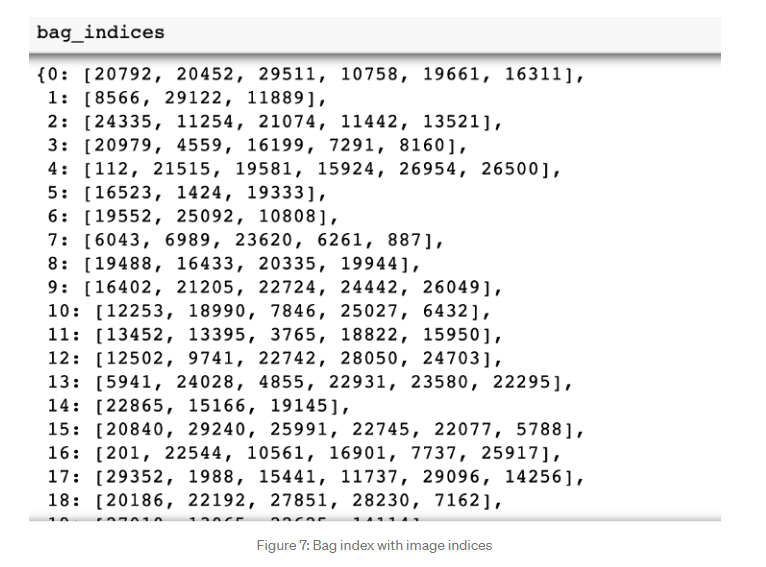 bag_indices
{0: [20792, 20452, 29511, 10758, 19661, 16311],
1: [8566, 29122, 11889],
2: [24335, 11254, 21074, 11442, 13521],
3: [20979, 4559, 16199, 7291, 8160],
4: [112, 21515, 19581, 15924, 26954, 26500],
5: [16523, 1424, 19333],
6: [19552, 25092, 10808],
7: [6043, 6989, 23620, 6261, 887],
8: [19488, 16433, 20335, 19944],
9: [16402, 21205, 22724, 24442, 26049],
10: [12253, 18990, 7846, 25027, 6432],
11: [13452, 13395, 3765, 18822, 15950],
12: [12502, 9741, 22742, 28050, 24703],
13: [5941, 24028, 4855, 22931, 23580, 22295],
14: [22865, 15166, 19145],
15: [20840, 29240, 25991, 22745, 22077, 5788],
16: [201, 22544, 10561, 16901, 7737, 25917],
17: [29352, 1988, 15441, 11737, 29096, 14256],
18: [20186, 22192, 27851, 28230, 7162],
Figure 7: Bag index with image indices